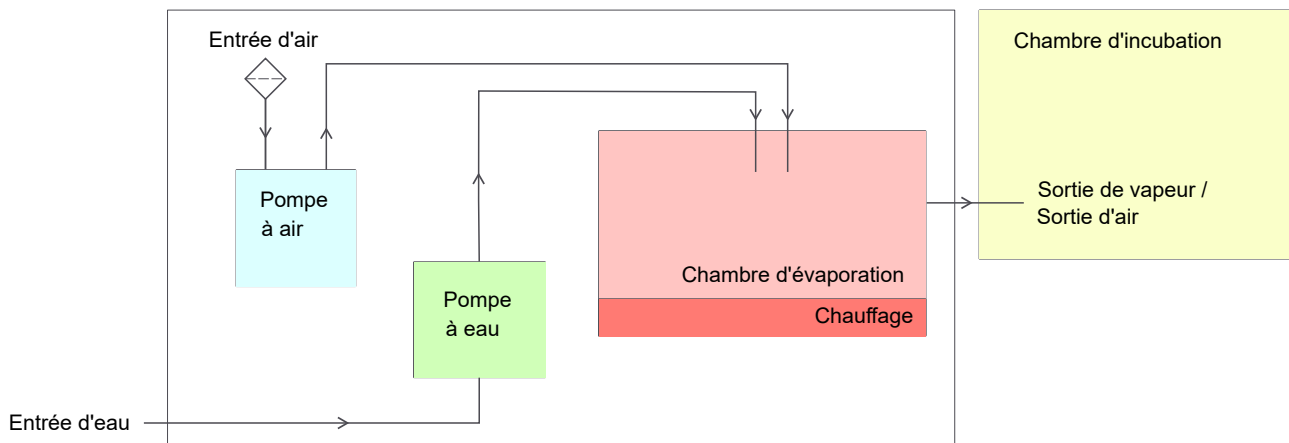 Entrée d'air
Chambre d'incubation
Pompe
à air
Sortie de vapeur /
Sortie d'air
Chambre d'évaporation
Pompe
à eau
Chauffage
Entrée d'eau